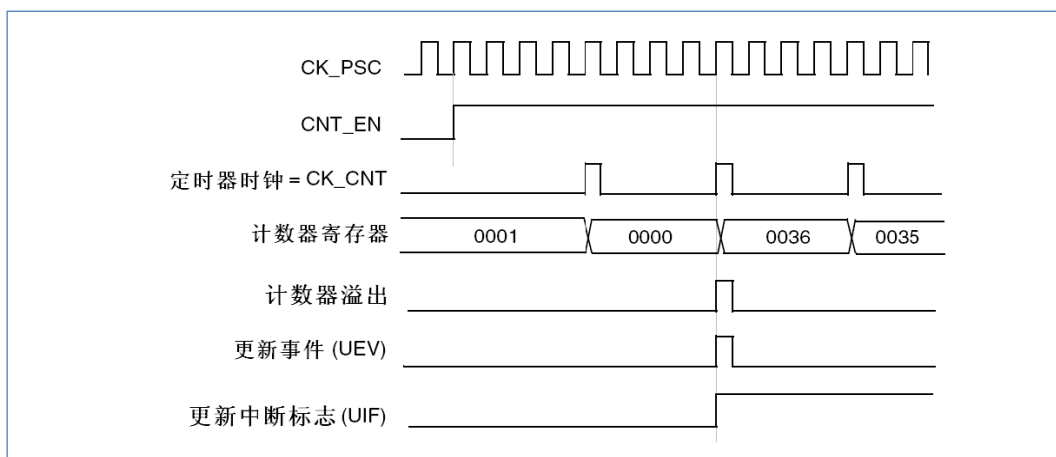 CK_PSC
CNT_EN
定时器时钟 = CK_CNT
计数器寄存器 0001 0000 0036 0035
计数器溢出
更新事件 (UEV)
更新中断标志 (UIF)